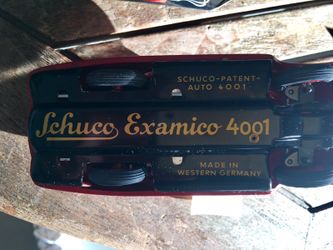 SCHUCO-PATENT-
AUTO 4001
Schuco Examico 4001
MADE IN
WESTERN GERMANY